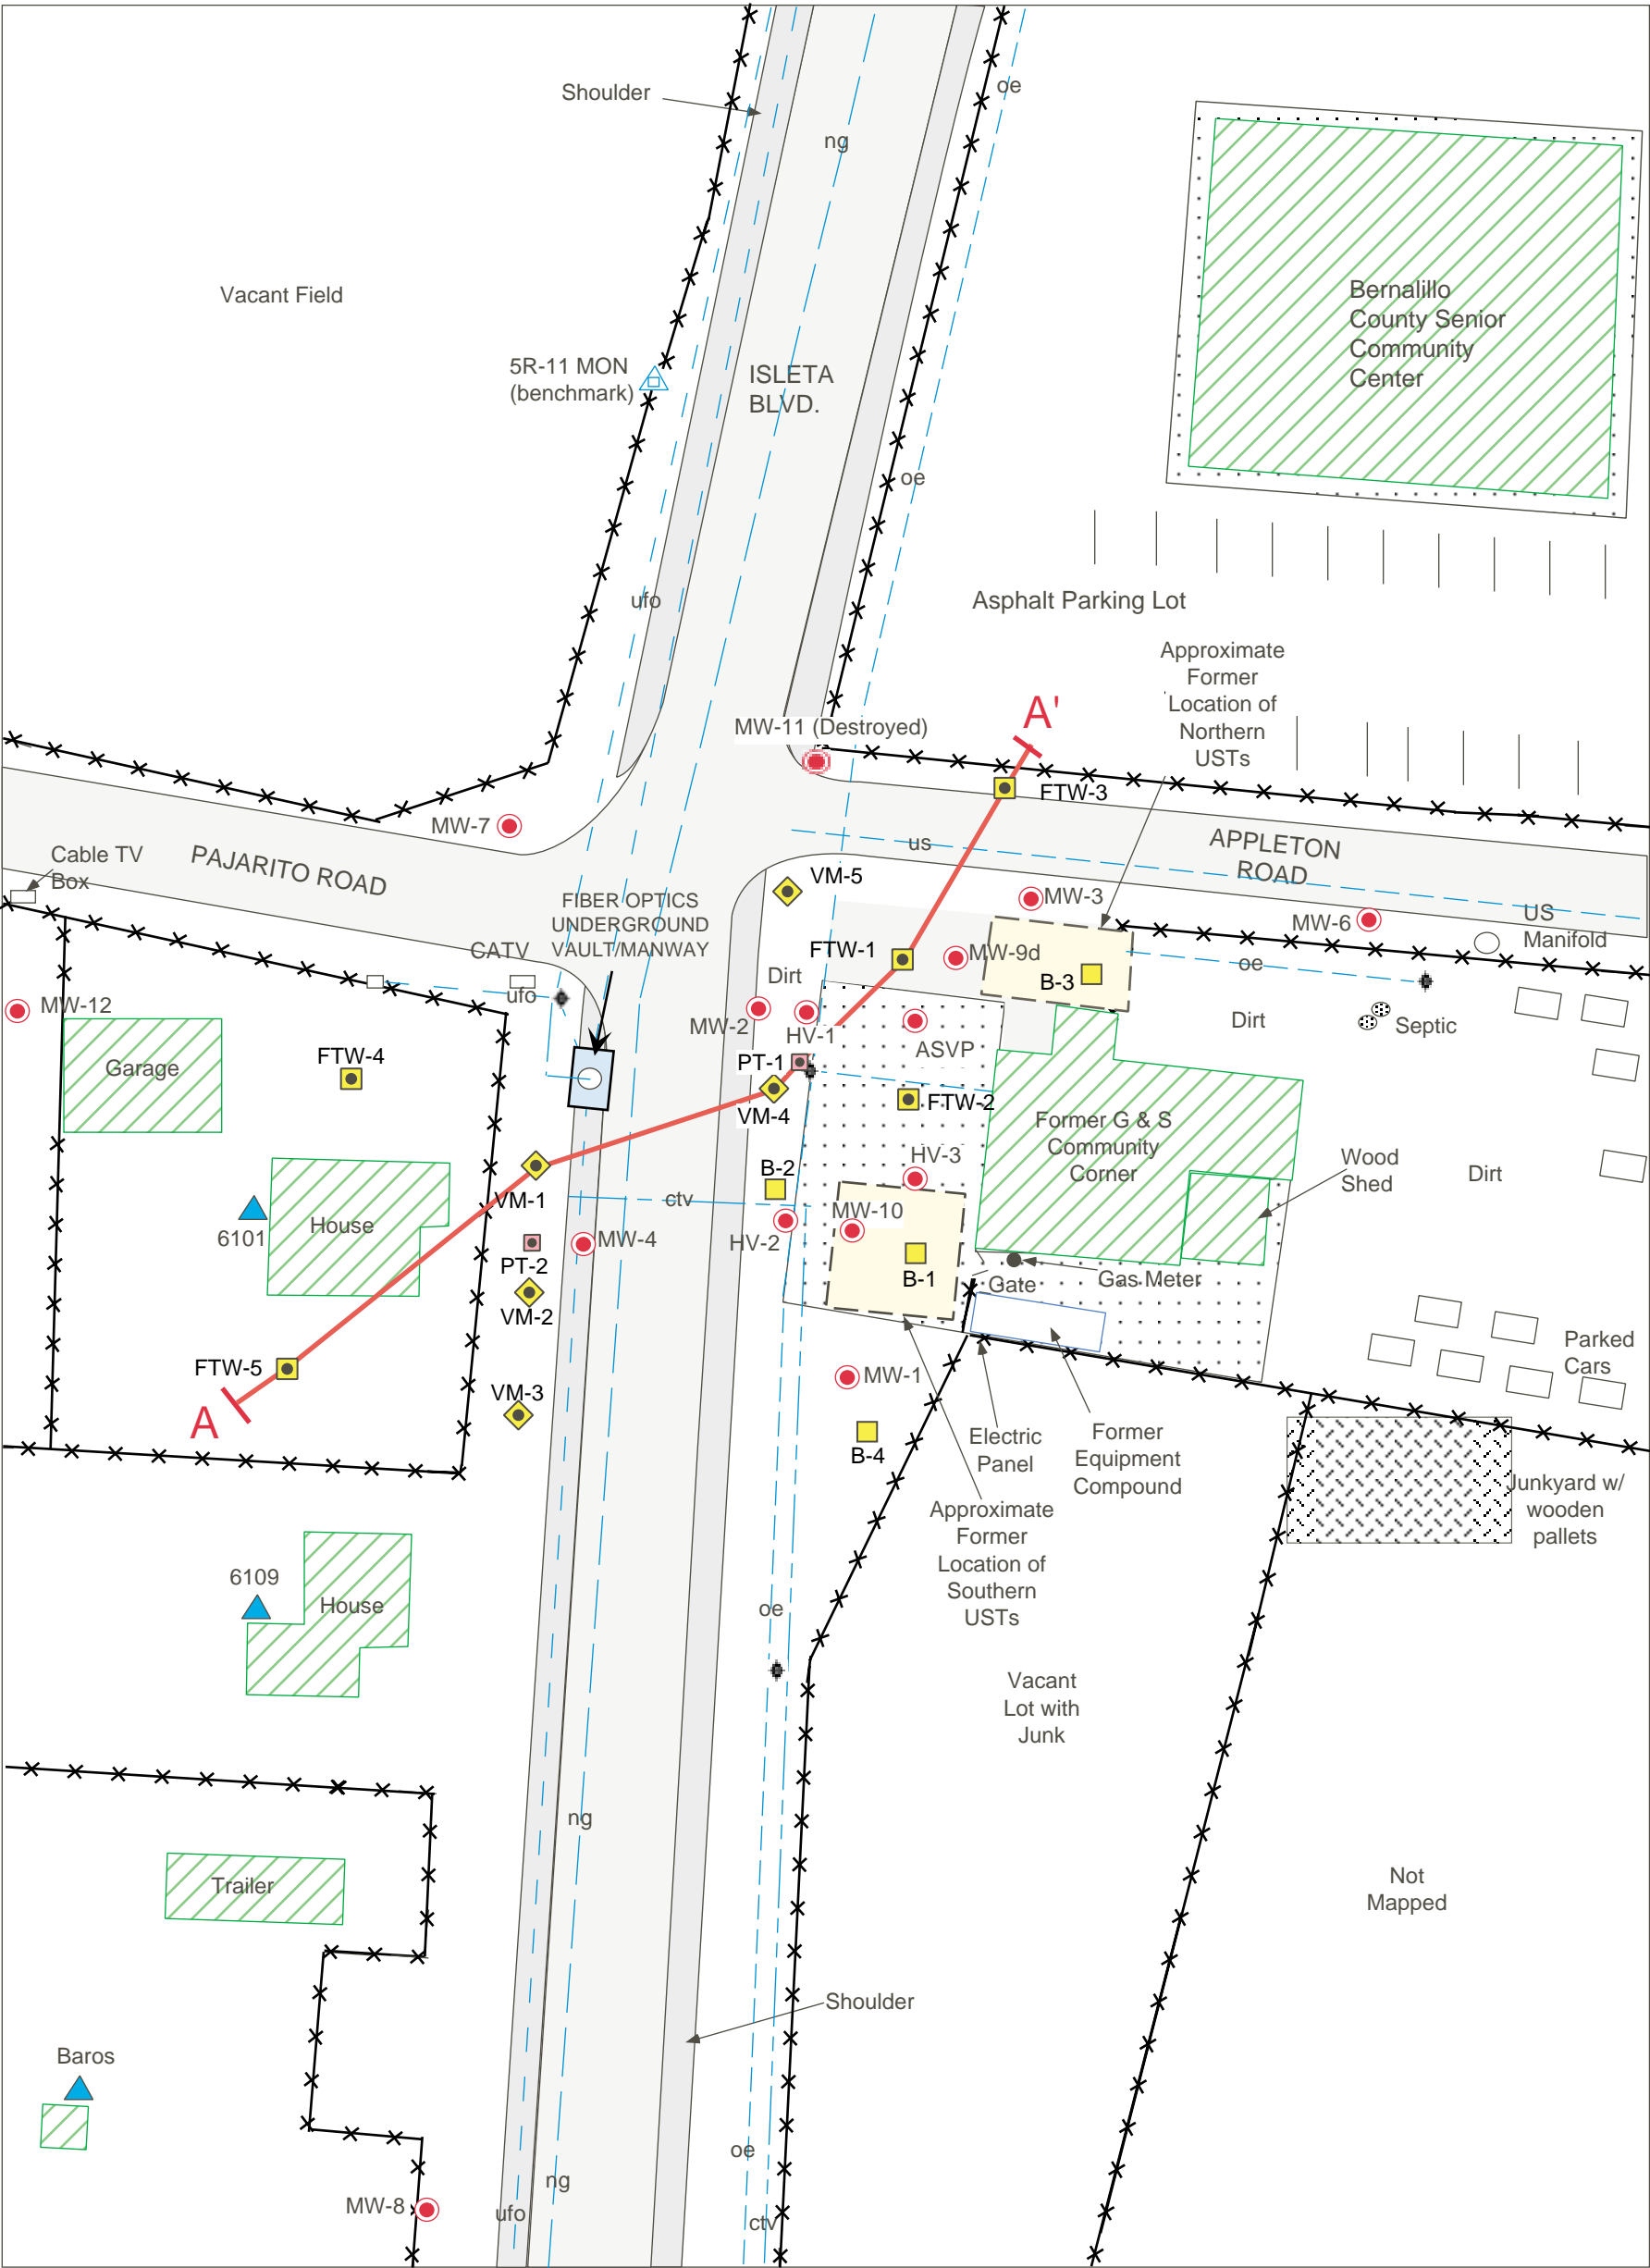 Shoulder
oe
ng
Vacant Field
Bernalillo
County Senior
Community
Center
5R-11 MON
(benchmark)
ISLETA
BLVD.
oe
ufo
Asphalt Parking Lot
Approximate
Former
Location of
Northern
USTs
A'
MW-11 (Destroyed)
FTW-3
MW-7
us
APPLETON
ROAD
Cable TV
Box
PAJARITO ROAD
VM-5
FIBER OPTICS
UNDERGROUND
VAULT/MANWAY
MW-3
MW-6
US
Manifold
CATV
FTW-1
MW-9d
oe
Dirt
B-3
ufo
MW-12
MW-2
HV-1
ASVP
Dirt
Septic
FTW-4
Garage
PT-1
VM-4
FTW-2
Former G & S
Community
Corner
HV-3
Wood
Shed
Dirt
B-2
VM-1
ctv
MW-10
6101
House
MW-4
HV-2
PT-2
B-1
Gate
Gas Meter
VM-2
Parked
Cars
FTW-5
MW-1
VM-3
A
B-4
Electric
Panel
Former
Equipment
Compound
Junkyard w/
wooden
pallets
Approximate
Former
Location of
Southern
USTs
6109
House
oe
Vacant
Lot with
Junk
ng
Trailer
Not
Mapped
Shoulder
Baros
oe
ng
MW-8
ufo
ctv